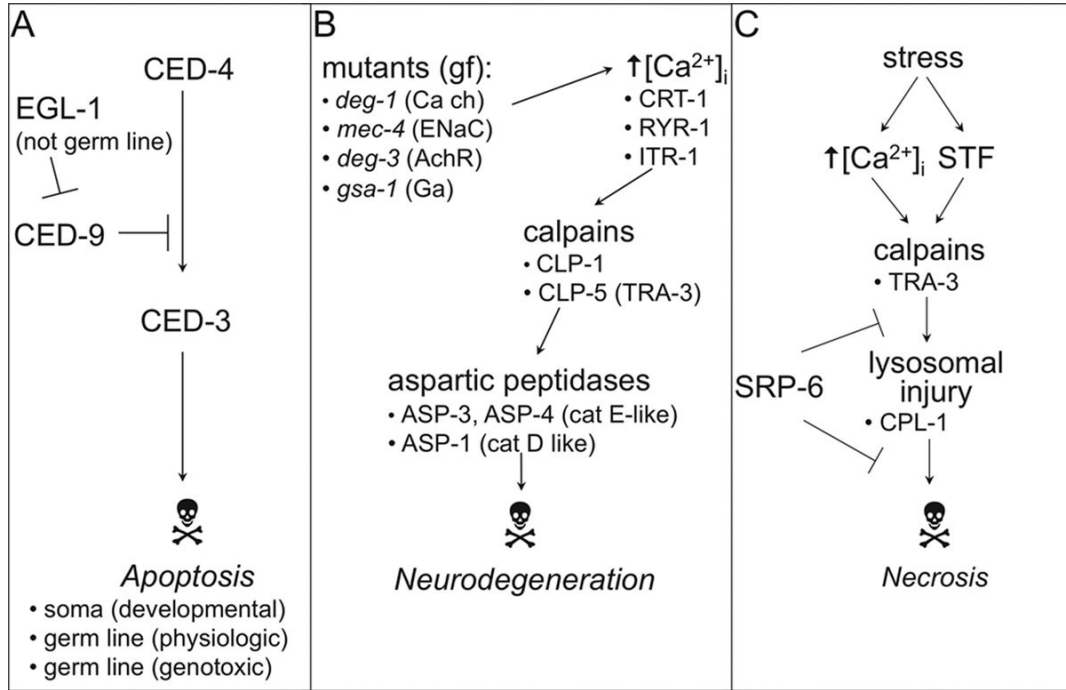 A
CED-4
EGL-1
(not germ line)
CED-9
CED-3
Apoptosis
• soma (developmental)
• germ line (physiologic)
• germ line (genotoxic)
B
mutants (gf):
• deg-1 (Ca ch)
• mec-4 (ENaC)
• deg-3 (AchR)
• gsa-1 (Ga)
↑[Ca²⁺]ᵢ
• CRT-1
• RYR-1
• ITR-1
calpains
• CLP-1
• CLP-5 (TRA-3)
aspartic peptidases
• ASP-3, ASP-4 (cat E-like)
• ASP-1 (cat D like)
Neurodegeneration
C
stress
↑[Ca²⁺]ᵢ STF
calpains
• TRA-3
SRP-6
lysosomal
injury
• CPL-1
Necrosis